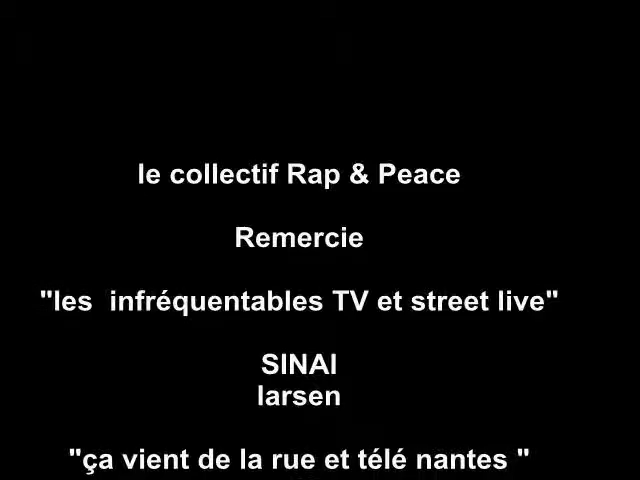 le collectif Rap & Peace
Remercie
"les  infréquentables TV et street live"
SINAI
larsen
"ça vient de la rue et télé nantes "